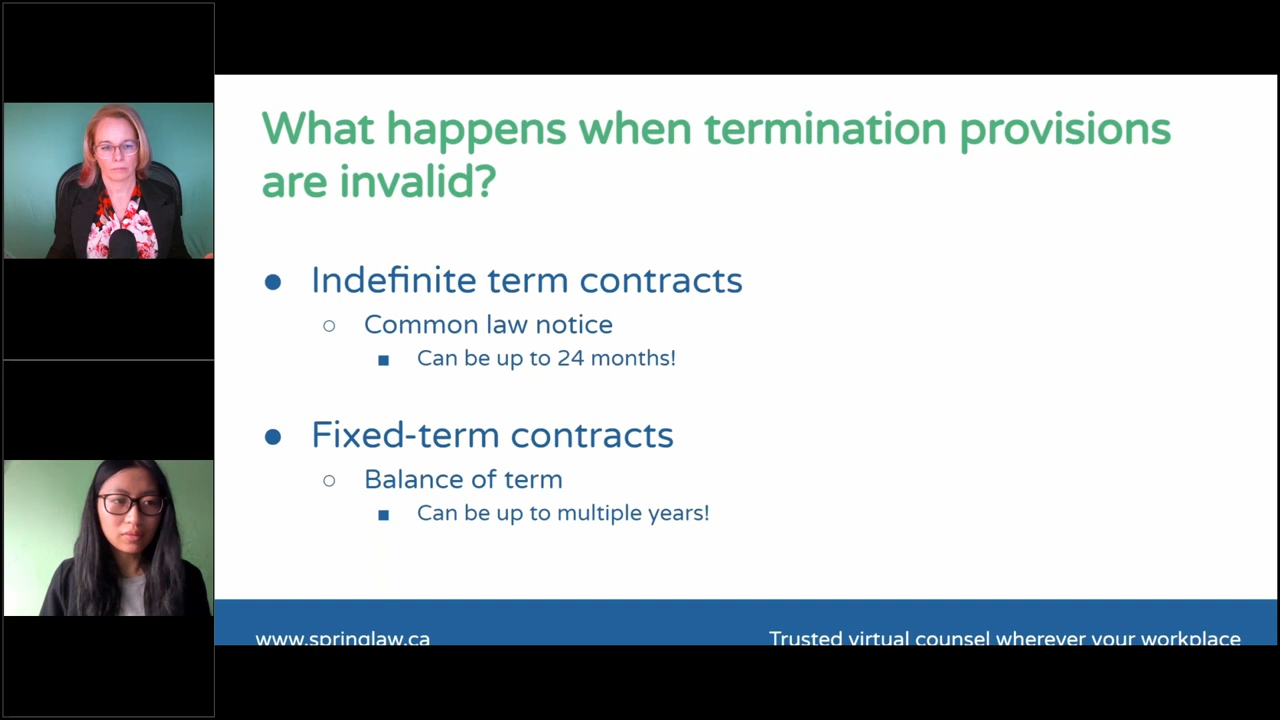 What happens when termination provisions
are invalid?
● Indefinite term contracts
○ Common law notice
■ Can be up to 24 months!
● Fixed-term contracts
○ Balance of term
■ Can be up to multiple years!
www.springlaw.ca
Trusted virtual counsel wherever your workplace